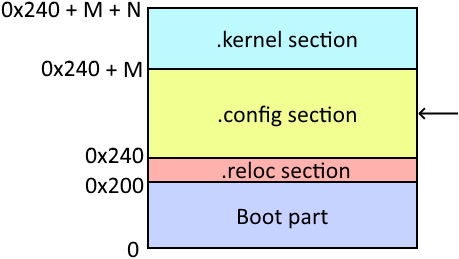 0x240 + M + N
.kernel section
0x240 + M
.config section
0x240
.reloc section
0x200
Boot part
0